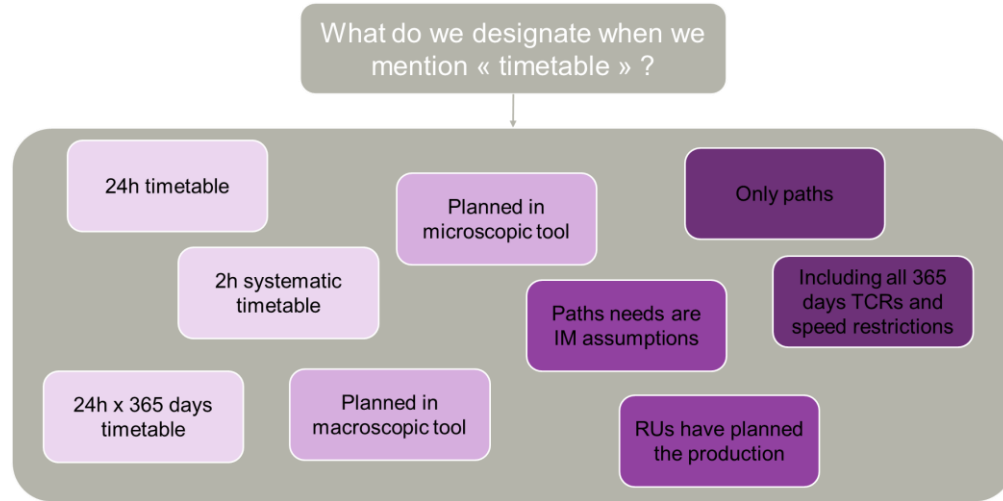 What do we designate when we
mention « timetable » ?
24h timetable
Planned in
microscopic tool
Only paths
2h systematic
timetable
Paths needs are
IM assumptions
Including all 365
days TCRs and
speed restrictions
24h x 365 days
timetable
Planned in
macroscopic tool
RUs have planned
the production